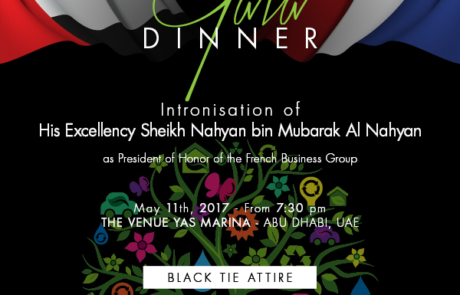 Gala
DINNER
Intronisation of
His Excellency Sheikh Nahyan bin Mubarak Al Nahyan
as President of Honor of the French Business Group
May 11th, 2017 - From 7:30 pm
THE VENUE YAS MARINA - ABU DHABI, UAE
BLACK TIE ATTIRE